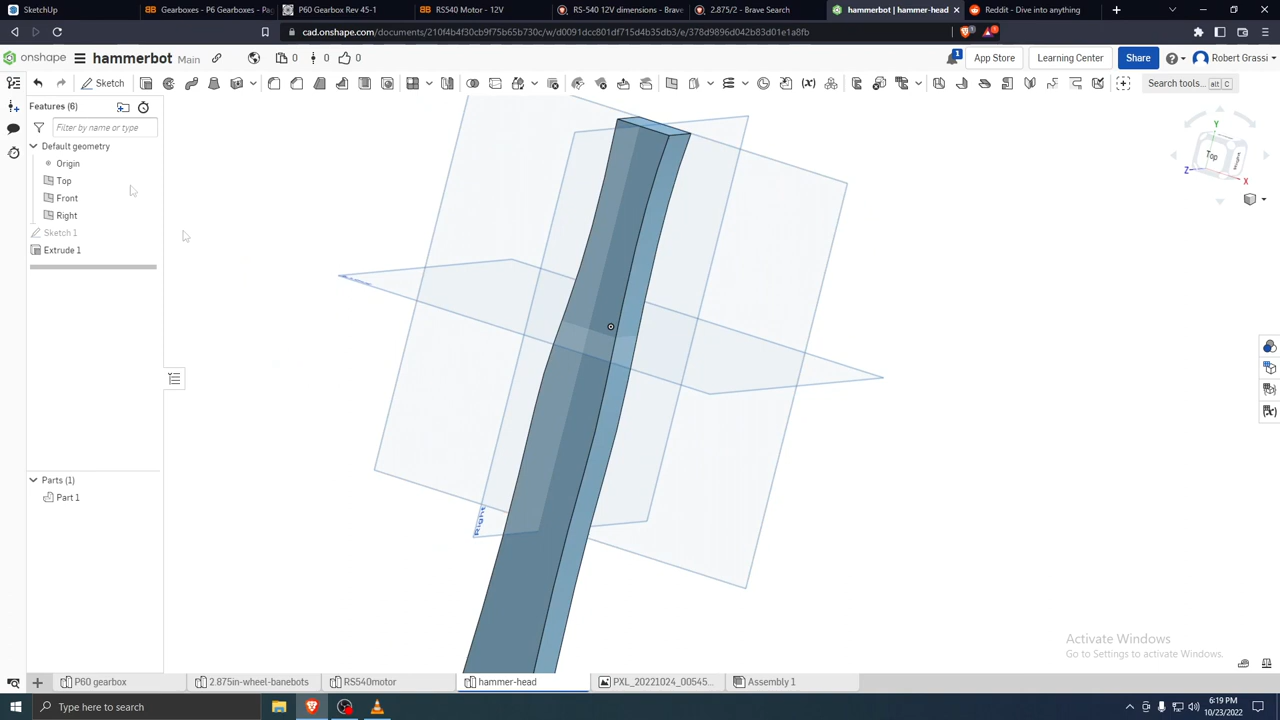 SketchUp
Gearboxes - P6 Gearboxes - Pa
P60 Gearbox Rev 45-1
RS540 Motor - 12V
RS-540 12V dimensions - Brave
2.875/2 - Brave Search
hammerbot | hammer-head
Reddit - Dive into anything
cad.onshape.com/documents/210f4b4f30cb9f75b65b730c/w/d0091dcc801df715d4b35db3/e/378d9896d042b83d01e1a8fb
onshape
hammerbot Main
0
0
0
1
App Store
Learning Center
Share
Robert Grassi
Sketch
Search tools...
alt C
Features (6)
Filter by name or type
Default geometry
Origin
Top
Front
Right
Sketch 1
Extrude 1
Parts (1)
Part 1
Right
Y
Top
Z
X
Activate Windows
Go to Settings to activate Windows.
P60 gearbox
2.875in-wheel-banebots
RS540motor
hammer-head
PXL_20221024_00545...
Assembly 1
Type here to search
6:19 PM
10/23/2022